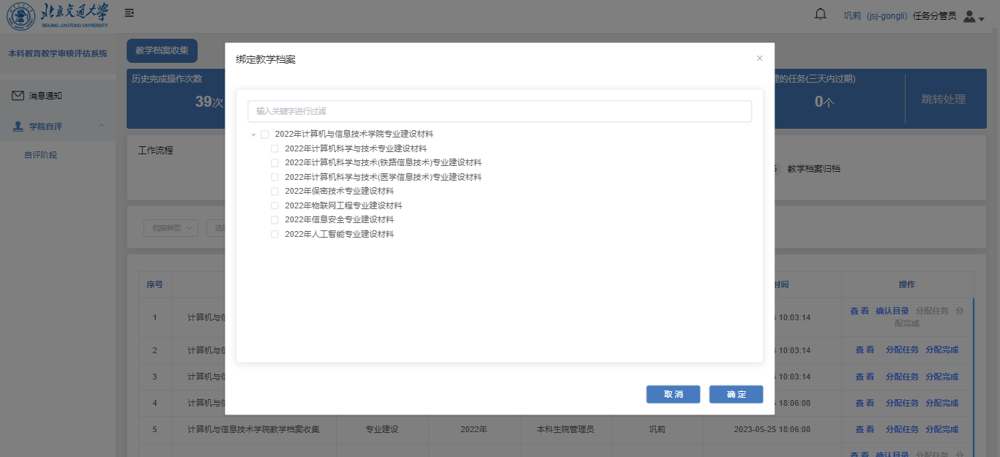 北京交通大学
BEIJING JIAOTONG UNIVERSITY
巩莉 (jsj-gongli) 任务分管员
本科教育教学审核评估系统
消息通知
学院自评
自评阶段
教学档案收集
历史完成操作次数
39次
理的任务(三天内过期)
0个
跳转处理
工作流程
教学档案归档
档案类型
绑定教学档案
输入关键字进行过滤
2022年计算机与信息技术学院专业建设材料
2022年计算机科学与技术专业建设材料
2022年计算机科学与技术(铁路信息技术)专业建设材料
2022年计算机科学与技术(医学信息技术)专业建设材料
2022年保密技术专业建设材料
2022年物联网工程专业建设材料
2022年信息安全专业建设材料
2022年人工智能专业建设材料
取 消 确 定
序号 时间 操作
1 计算机与信 10:03:14 查 看 确认目录 分配任务 分
配完成
2 计算机与信 10:03:14 查 看 分配任务 分配完成
3 计算机与信 10:03:14 查 看 分配任务 分配完成
4 计算机与信 18:06:08 查 看 分配任务 分配完成
5 计算机与信息技术学院教学档案收集 专业建设 2022年 本科生院管理员 巩莉 2023-05-25 18:06:08 查 看 分配任务 分配完成
查 看 确认目录 分配任务 分